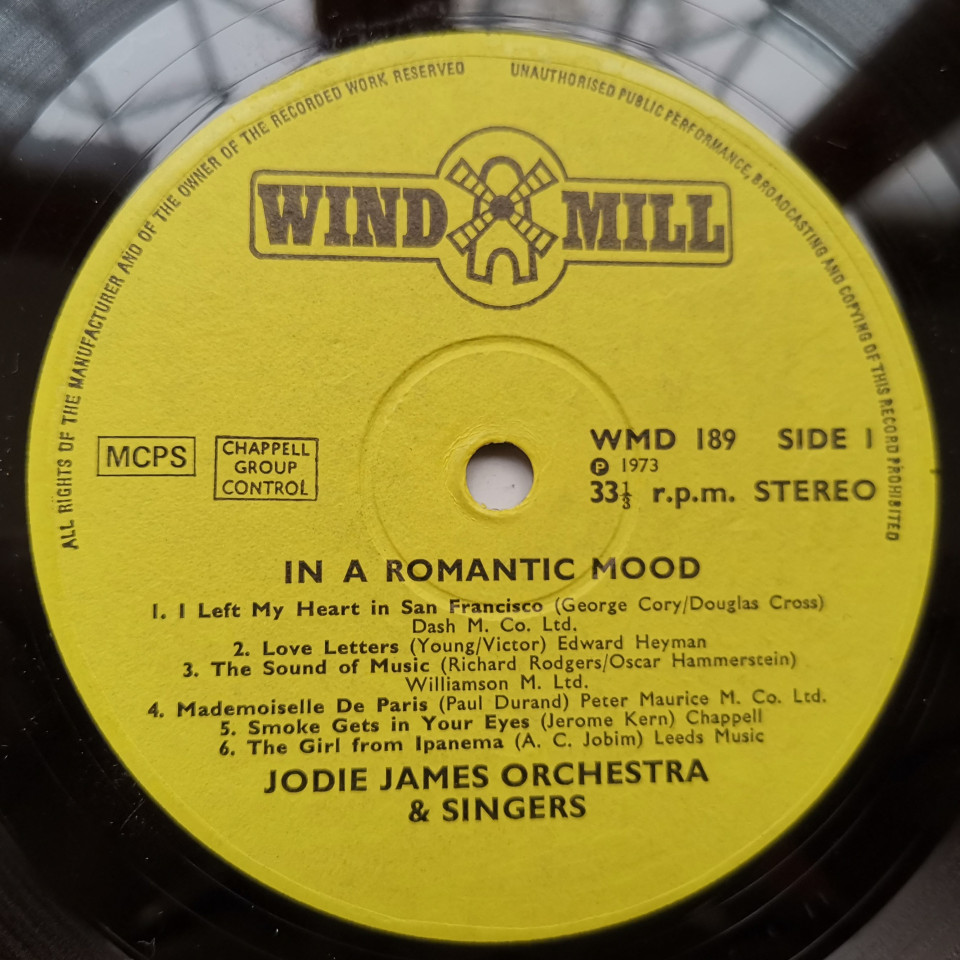 ALL RIGHTS OF THE MANUFACTURER AND OF THE OWNER OF THE RECORDED WORK RESERVED
UNAUTHORISED PUBLIC PERFORMANCE, BROADCASTING AND COPYING OF THIS RECORD PROHIBITED
WIND MILL
MCPS
CHAPPELL
GROUP
CONTROL
WMD 189 SIDE 1
℗ 1973
33⅓ r.p.m. STEREO
IN A ROMANTIC MOOD
1. I Left My Heart in San Francisco (George Cory/Douglas Cross)
Dash M. Co. Ltd.
2. Love Letters (Young/Victor) Edward Heyman
3. The Sound of Music (Richard Rodgers/Oscar Hammerstein)
Williamson M. Ltd.
4. Mademoiselle De Paris (Paul Durand) Peter Maurice M. Co. Ltd.
5. Smoke Gets in Your Eyes (Jerome Kern) Chappell
6. The Girl from Ipanema (A. C. Jobim) Leeds Music
JODIE JAMES ORCHESTRA
& SINGERS